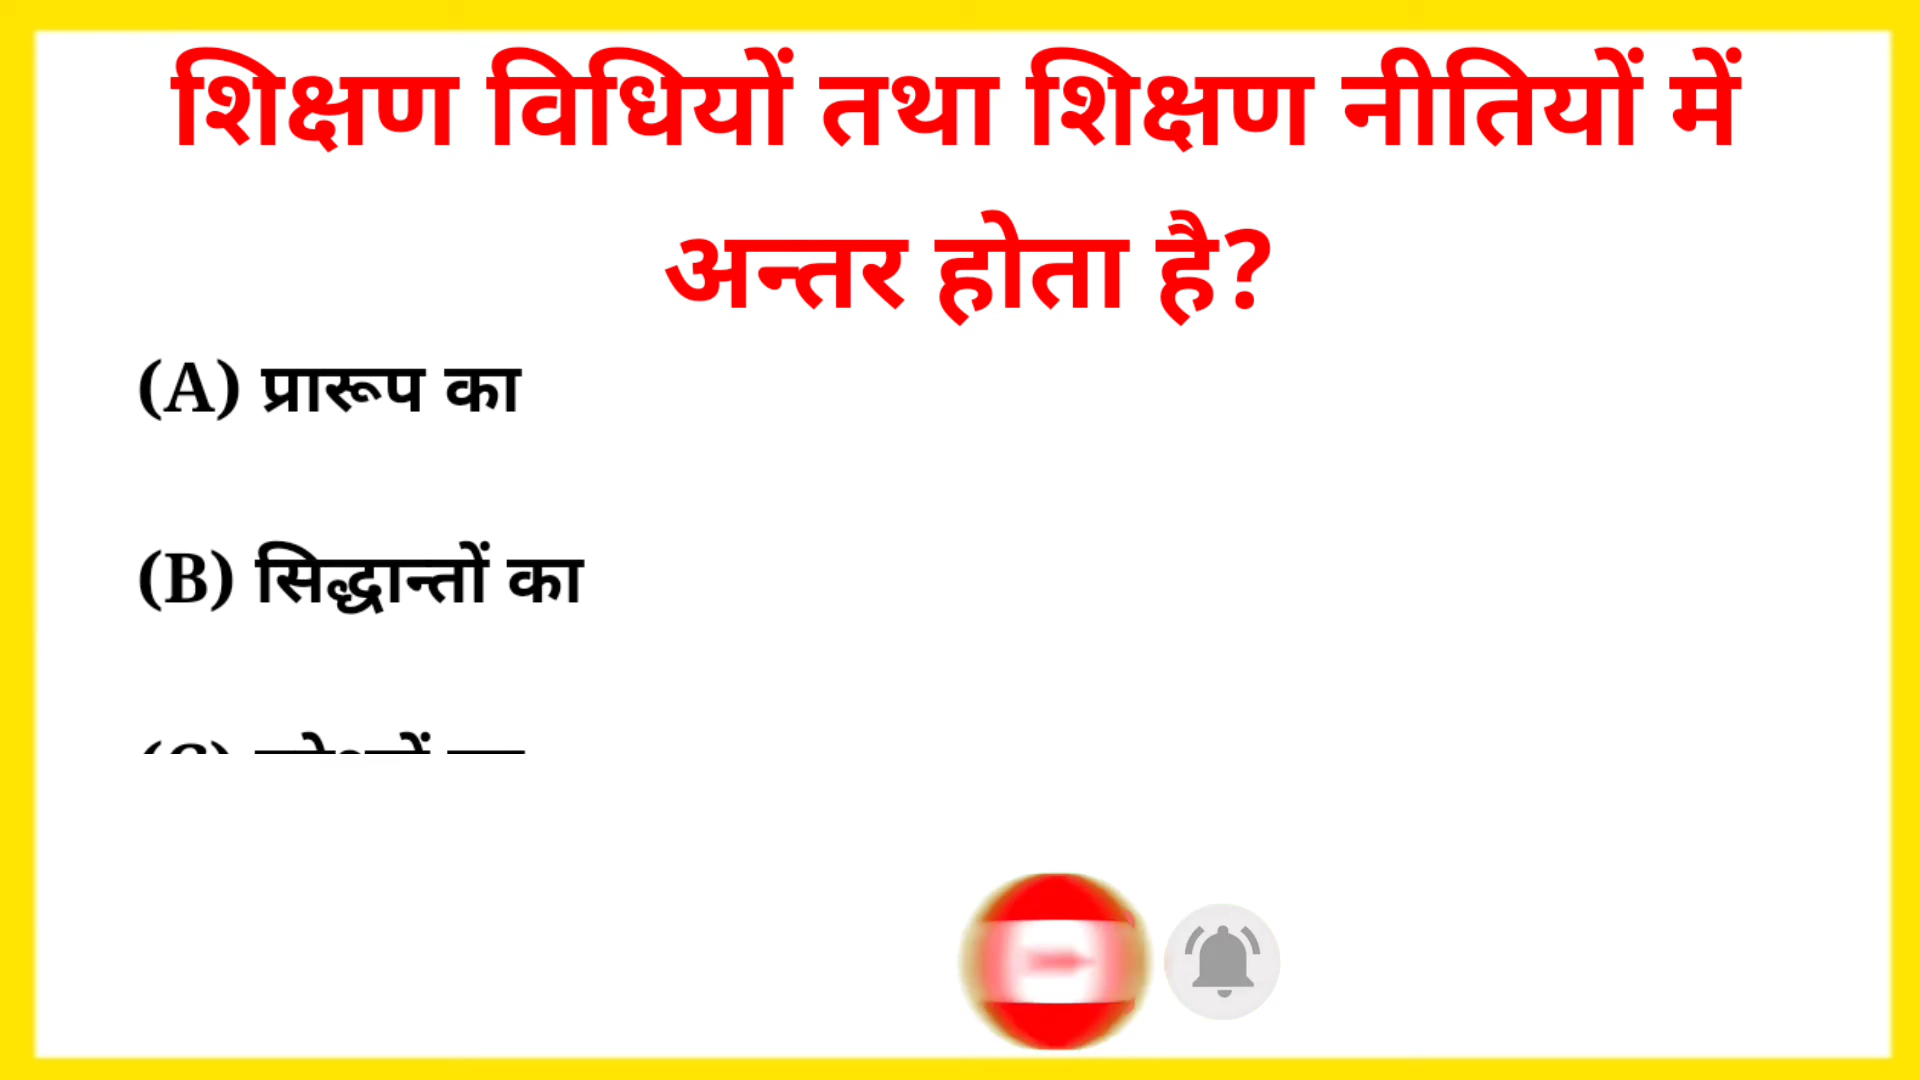 शिक्षण विधियों तथा शिक्षण नीतियों में
अन्तर होता है?
(A) प्रारूप का
(B) सिद्धान्तों का
(C)